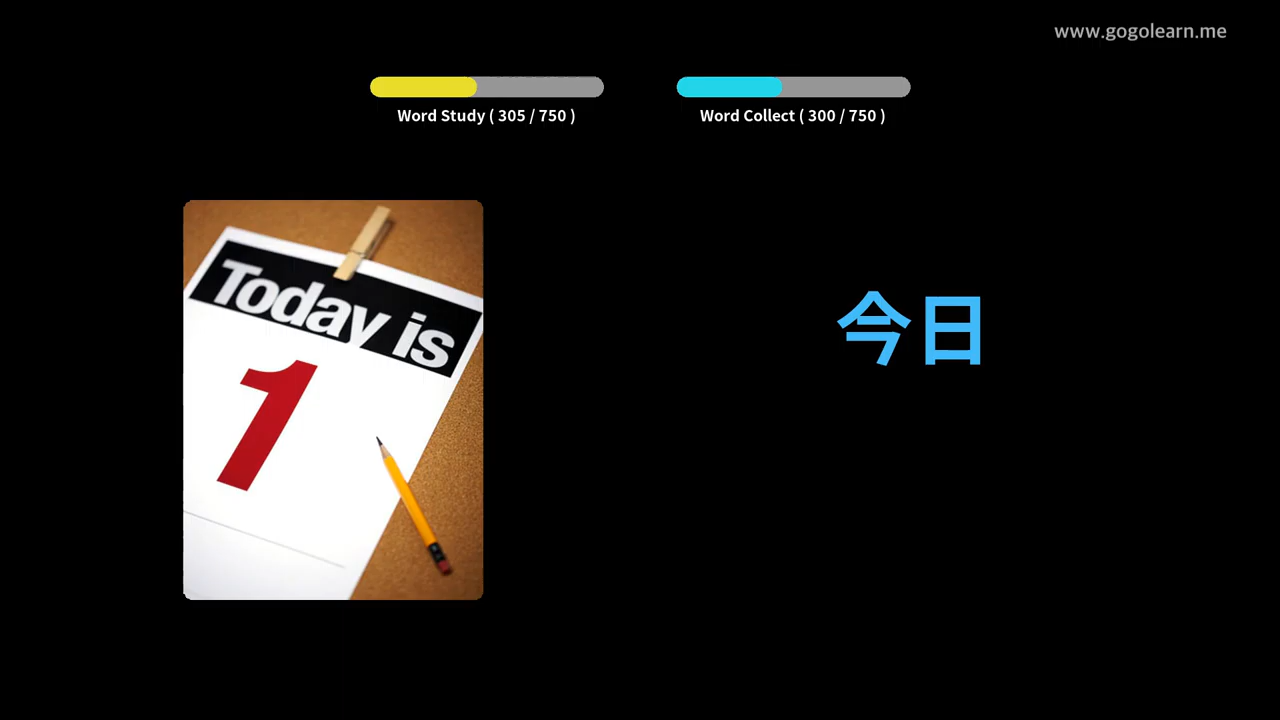 www.gogolearn.me
Word Study ( 305 / 750 )
Word Collect ( 300 / 750 )
Today is
1
今日